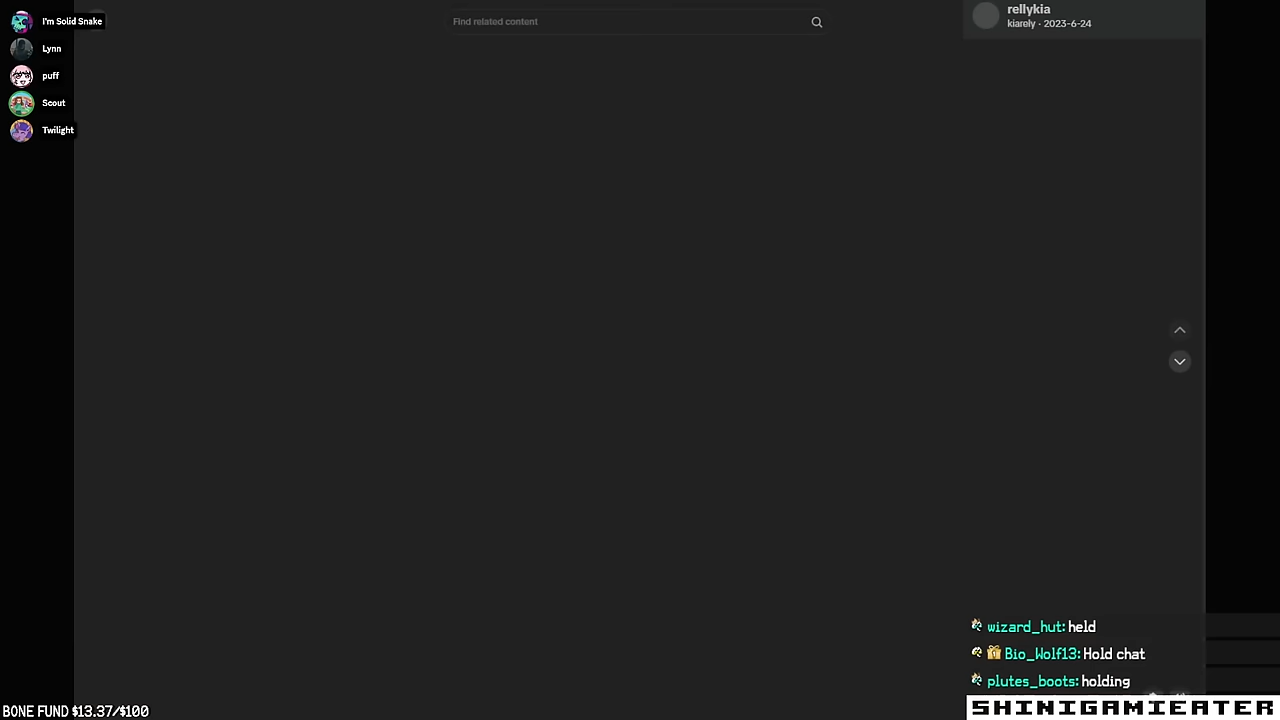 I'm Solid Snake
Lynn
puff
Scout
Twilight
Find related content
rellykia
kiarely · 2023-6-24
wizard_hut: held
Bio_Wolf13: Hold chat
plutes_boots: holding
BONE FUND $13.37/$100
SHINIGAMIEATER